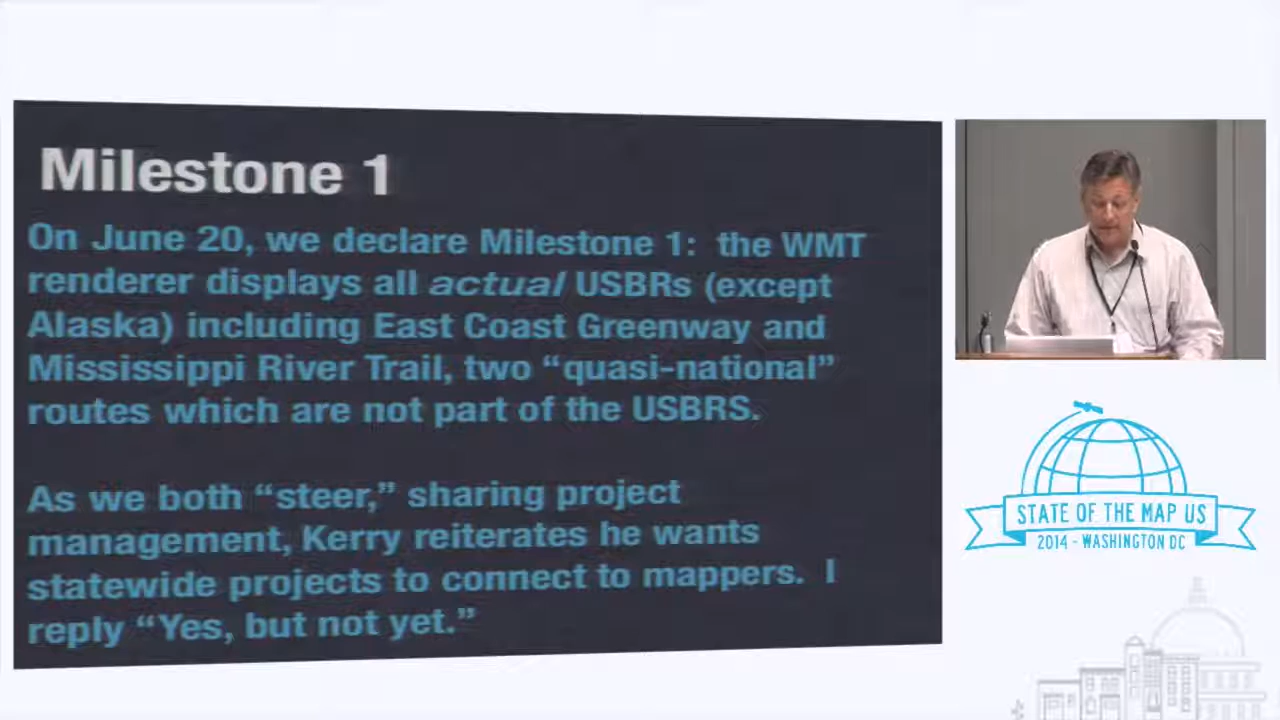 Milestone 1
On June 20, we declare Milestone 1: the WMT
renderer displays all actual USBRs (except
Alaska) including East Coast Greenway and
Mississippi River Trail, two “quasi-national”
routes which are not part of the USBRS.
As we both “steer,” sharing project
management, Kerry reiterates he wants
statewide projects to connect to mappers. I
reply “Yes, but not yet.”
STATE OF THE MAP US
2014 - WASHINGTON DC